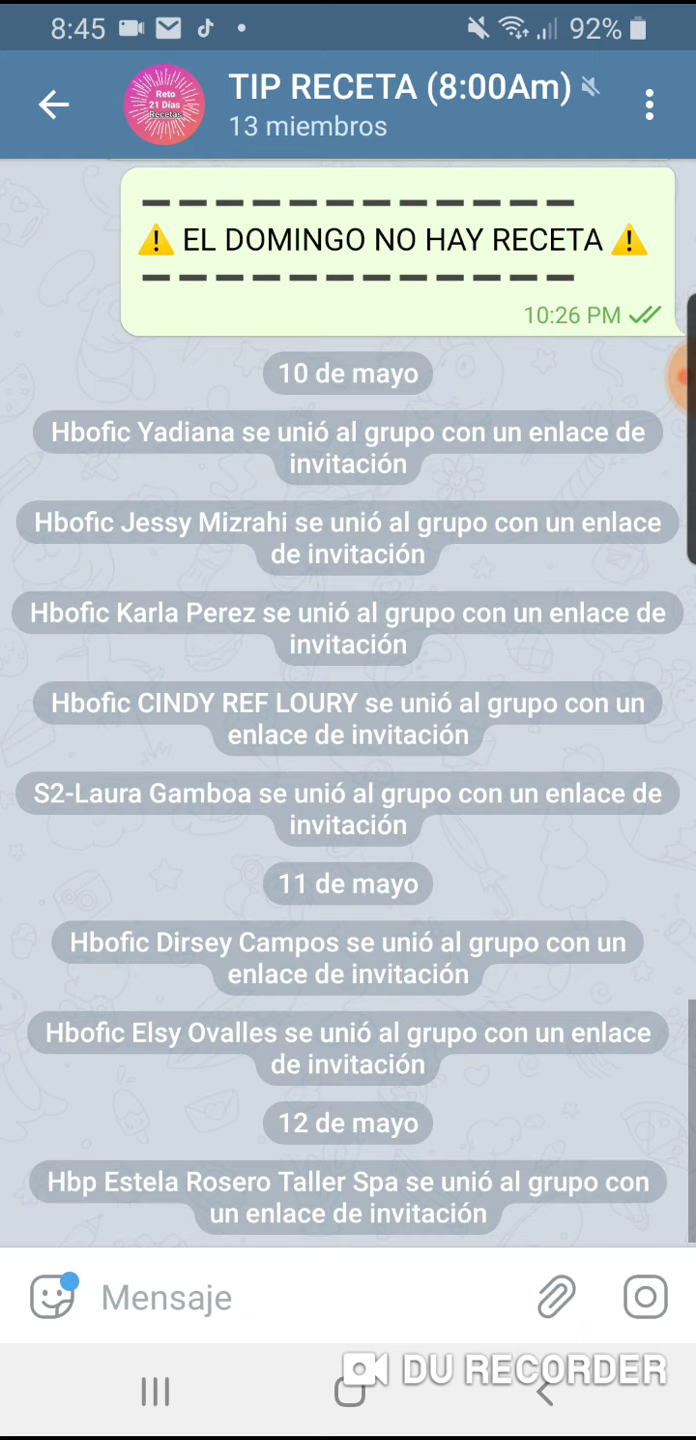 8:45
92%
TIP RECETA (8:00Am)
Reto
21 Días
Recetas
13 miembros
⚠️ EL DOMINGO NO HAY RECETA ⚠️
10:26 PM
10 de mayo
Hbofic Yadiana se unió al grupo con un enlace de
invitación
Hbofic Jessy Mizrahi se unió al grupo con un enlace
de invitación
Hbofic Karla Perez se unió al grupo con un enlace de
invitación
Hbofic CINDY REF LOURY se unió al grupo con un
enlace de invitación
S2-Laura Gamboa se unió al grupo con un enlace de
invitación
11 de mayo
Hbofic Dirsey Campos se unió al grupo con un
enlace de invitación
Hbofic Elsy Ovalles se unió al grupo con un enlace
de invitación
12 de mayo
Hbp Estela Rosero Taller Spa se unió al grupo con
un enlace de invitación
Mensaje
DU RECORDER